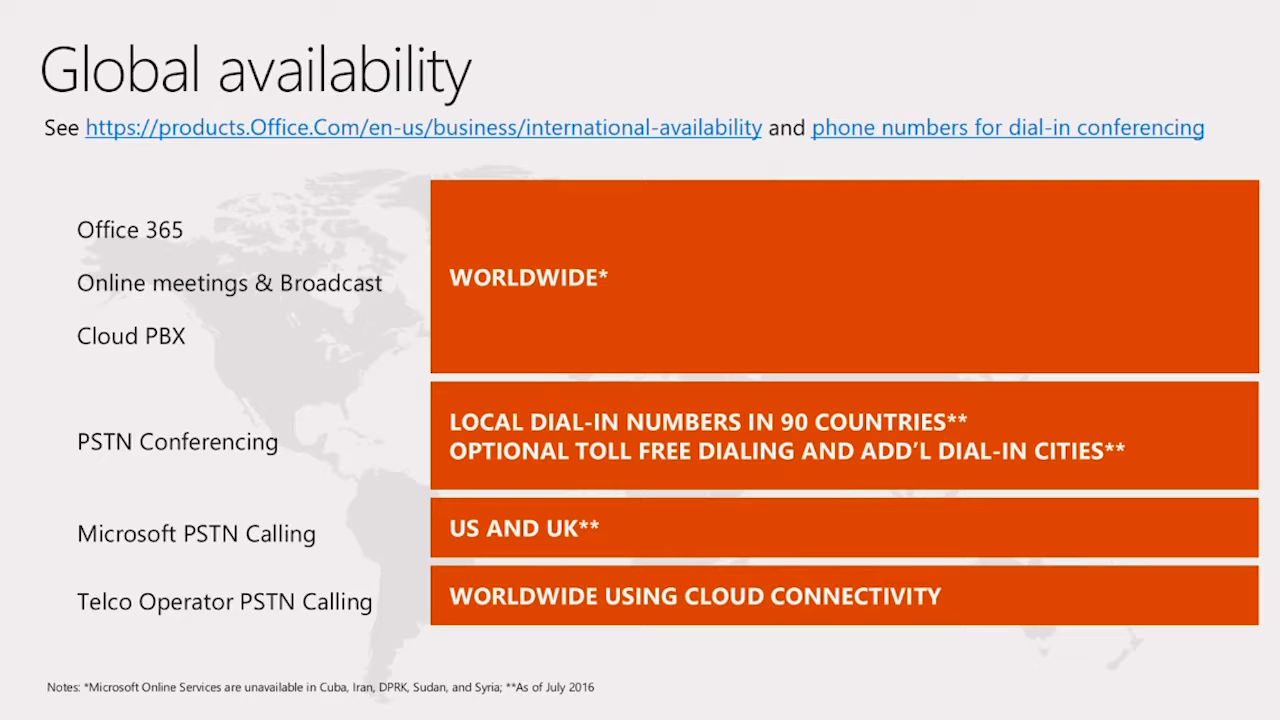 Global availability
See https://products.Office.Com/en-us/business/international-availability and phone numbers for dial-in conferencing
Office 365
Online meetings & Broadcast
Cloud PBX
WORLDWIDE*
PSTN Conferencing
LOCAL DIAL-IN NUMBERS IN 90 COUNTRIES**
OPTIONAL TOLL FREE DIALING AND ADD’L DIAL-IN CITIES**
Microsoft PSTN Calling
US AND UK**
Telco Operator PSTN Calling
WORLDWIDE USING CLOUD CONNECTIVITY
Notes: *Microsoft Online Services are unavailable in Cuba, Iran, DPRK, Sudan, and Syria; **As of July 2016